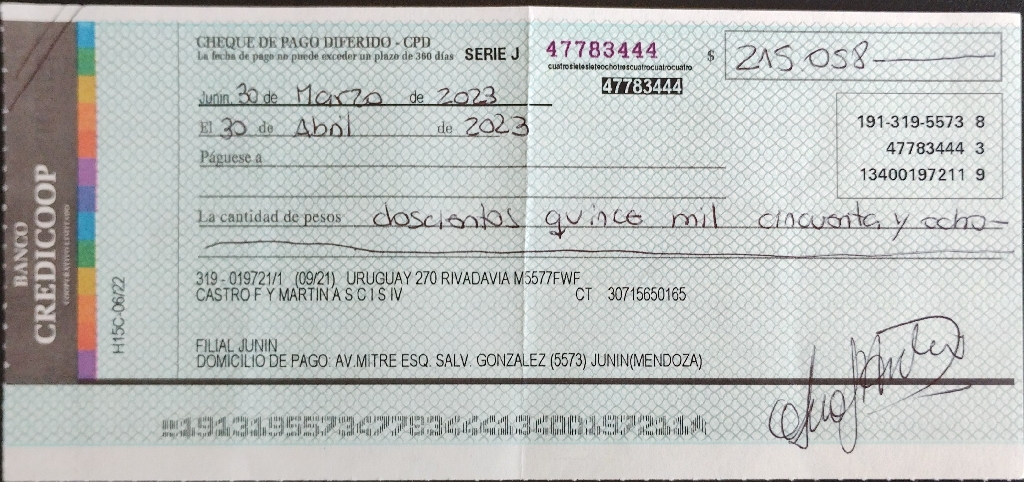 BANCO
CREDICOOP
COOPERATIVO LIMITADO
H15C-06/22
CHEQUE DE PAGO DIFERIDO - CPD
La fecha de pago no puede exceder un plazo de 360 días
SERIE J
47783444
cuatrosietesieteochotrescuatrocuatrocuatro
47783444
$ 215 058
Junin, 30 de Marzo de 2023
El 30 de Abril de 2023
191-319-5573 8
47783444 3
13400197211 9
Páguese a
La cantidad de pesos doscientos quince mil cincuenta y ocho
319 - 019721/1 (09/21) URUGUAY 270 RIVADAVIA M5577FWF
CASTRO F Y MARTIN A S C I S IV CT 30715650165
FILIAL JUNIN
DOMICILIO DE PAGO: AV.MITRE ESQ. SALV. GONZALEZ (5573) JUNIN(MENDOZA)
19131955734778344413400197211